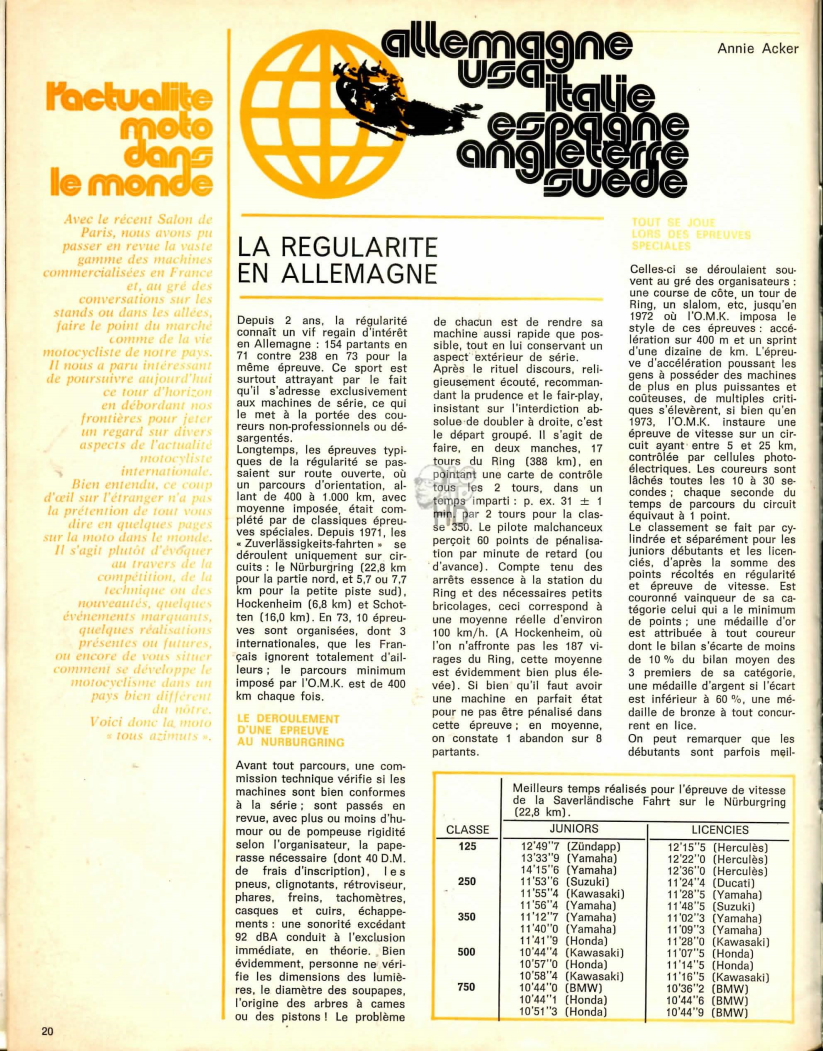 allemagne
usa
italie
espagne
angleterre
suède
Annie Acker
l'actualite
moto
dans
le monde
Avec le récent Salon de
Paris, nous avons pu
passer en revue la vaste
gamme des machines
commercialisées en France
et, au gré des
conversations sur les
stands ou dans les allées,
faire le point du marché
comme de la vie
motocycliste de notre pays.
Il nous a paru intéressant
de poursuivre aujourd'hui
ce tour d'horizon
en débordant nos
frontières pour jeter
un regard sur divers
aspects de l'actualité
motocycliste
internationale.
Bien entendu, ce coup
d'œil sur l'étranger n'a pas
la prétention de tout vous
dire en quelques pages
sur la moto dans le monde.
Il s'agit plutôt d'évoquer
au travers de la
compétition, de la
technique ou des
nouveautés, quelques
événements marquants,
quelques réalisations
présentes ou futures,
ou encore de vous situer
comment se développe le
motocyclisme dans un
pays bien différent
du nôtre.
Voici donc la moto
« tous azimuts ».
LA REGULARITE
EN ALLEMAGNE
Depuis 2 ans, la régularité
connaît un vif regain d'intérêt
en Allemagne : 154 partants en
71 contre 238 en 73 pour la
même épreuve. Ce sport est
surtout attrayant par le fait
qu'il s'adresse exclusivement
aux machines de série, ce qui
le met à la portée des cou-
reurs non-professionnels ou dé-
sargentés.
Longtemps, les épreuves typi-
ques de la régularité se pas-
saient sur route ouverte, où
un parcours d'orientation, al-
lant de 400 à 1.000 km, avec
moyenne imposée, était com-
plété par de classiques épreu-
ves spéciales. Depuis 1971, les
« Zuverlässigkeits-fahrten » se
déroulent uniquement sur cir-
cuits : le Nürburgring (22,8 km
pour la partie nord, et 5,7 ou 7,7
km pour la petite piste sud),
Hockenheim (6,8 km) et Schot-
ten (16,0 km). En 73, 10 épreu-
ves sont organisées, dont 3
internationales, que les Fran-
çais ignorent totalement d'ail-
leurs ; le parcours minimum
imposé par l'O.M.K. est de 400
km chaque fois.
LE DEROULEMENT
D'UNE EPREUVE
AU NURBURGRING
Avant tout parcours, une com-
mission technique vérifie si les
machines sont bien conformes
à la série ; sont passés en
revue, avec plus ou moins d'hu-
mour ou de pompeuse rigidité
selon l'organisateur, la pape-
rasse nécessaire (dont 40 D.M.
de frais d'inscription), les
pneus, clignotants, rétroviseur,
phares, freins, tachomètres,
casques et cuirs, échappe-
ments : une sonorité excédant
92 dBA conduit à l'exclusion
immédiate, en théorie. Bien
évidemment, personne ne véri-
fie les dimensions des lumiè-
res, le diamètre des soupapes,
l'origine des arbres à cames
ou des pistons ! Le problème
de chacun est de rendre sa
machine aussi rapide que pos-
sible, tout en lui conservant un
aspect extérieur de série.
Après le rituel discours, reli-
gieusement écouté, recomman-
dant la prudence et le fair-play,
insistant sur l'interdiction ab-
solue de doubler à droite, c'est
le départ groupé. Il s'agit de
faire, en deux manches, 17
tours du Ring (388 km), en
pointant une carte de contrôle
tous les 2 tours, dans un
temps imparti : p. ex. 31 ± 1
min. par 2 tours pour la clas-
se 350. Le pilote malchanceux
perçoit 60 points de pénalisa-
tion par minute de retard (ou
d'avance). Compte tenu des
arrêts essence à la station du
Ring et des nécessaires petits
bricolages, ceci correspond à
une moyenne réelle d'environ
100 km/h. (A Hockenheim, où
l'on n'affronte pas les 187 vi-
rages du Ring, cette moyenne
est évidemment bien plus éle-
vée). Si bien qu'il faut avoir
une machine en parfait état
pour ne pas être pénalisé dans
cette épreuve ; en moyenne,
on constate 1 abandon sur 8
partants.
TOUT SE JOUE
LORS DES EPREUVES
SPECIALES
Celles-ci se déroulaient sou-
vent au gré des organisateurs :
une course de côte, un tour de
Ring, un slalom, etc, jusqu'en
1972 où l'O.M.K. imposa le
style de ces épreuves : accé-
lération sur 400 m et un sprint
d'une dizaine de km. L'épreu-
ve d'accélération poussant les
gens à posséder des machines
de plus en plus puissantes et
coûteuses, de multiples criti-
ques s'élevèrent, si bien qu'en
1973, l'O.M.K. instaure une
épreuve de vitesse sur un cir-
cuit ayant entre 5 et 25 km,
contrôlée par cellules photo-
électriques. Les coureurs sont
lâchés toutes les 10 à 30 se-
condes ; chaque seconde du
temps de parcours du circuit
équivaut à 1 point.
Le classement se fait par cy-
lindrée et séparément pour les
juniors débutants et les licen-
ciés, d'après la somme des
points récoltés en régularité
et épreuve de vitesse. Est
couronné vainqueur de sa ca-
tégorie celui qui a le minimum
de points ; une médaille d'or
est attribuée à tout coureur
dont le bilan s'écarte de moins
de 10 % du bilan moyen des
3 premiers de sa catégorie,
une médaille d'argent si l'écart
est inférieur à 60 %, une mé-
daille de bronze à tout concur-
rent en lice.
On peut remarquer que les
débutants sont parfois meil-
Meilleurs temps réalisés pour l'épreuve de vitesse
de la Saverländische Fahrt sur le Nürburgring
(22,8 km).
CLASSE JUNIORS LICENCIES
125 12'49"7 (Zündapp) 12'15"5 (Herculès)
13'33"9 (Yamaha) 12'22"0 (Herculès)
14'15"6 (Yamaha) 12'36"0 (Herculès)
250 11'53"6 (Suzuki) 11'24"4 (Ducati)
11'55"4 (Kawasaki) 11'28"5 (Yamaha)
11'56"4 (Yamaha) 11'48"5 (Suzuki)
350 11'12"7 (Yamaha) 11'02"3 (Yamaha)
11'40"0 (Yamaha) 11'09"3 (Yamaha)
11'41"9 (Honda) 11'28"0 (Kawasaki)
500 10'44"4 (Kawasaki) 11'07"5 (Honda)
10'57"0 (Honda) 11'14"5 (Honda)
10'58"4 (Kawasaki) 11'16"5 (Kawasaki)
750 10'44"0 (BMW) 10'36"2 (BMW)
10'44"1 (Honda) 10'44"6 (BMW)
10'51"3 (Honda) 10'44"9 (BMW)
20